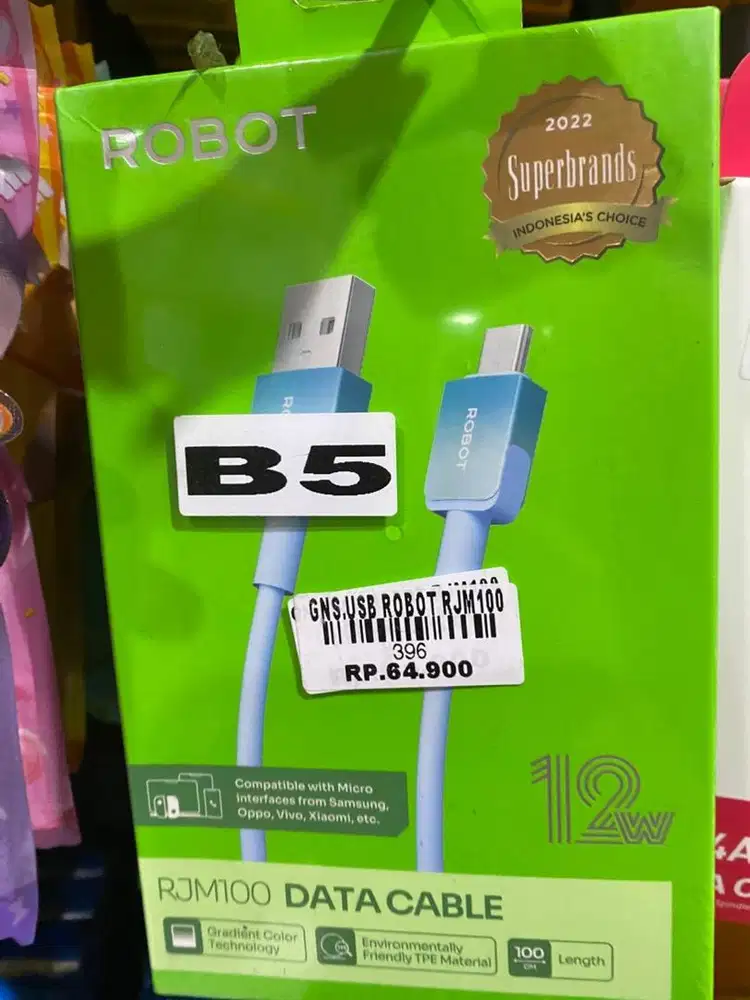 ROBOT
2022
Superbrands
INDONESIA'S CHOICE
ROBOT
B5
GNS.USB ROBOT RJM100
396
RP.64.900
Compatible with Micro
interfaces from Samsung,
Oppo, Vivo, Xiaomi, etc.
12w
RJM100 DATA CABLE
Gradient Color
Technology
Environmentally
Friendly TPE Material
100
CM
Length